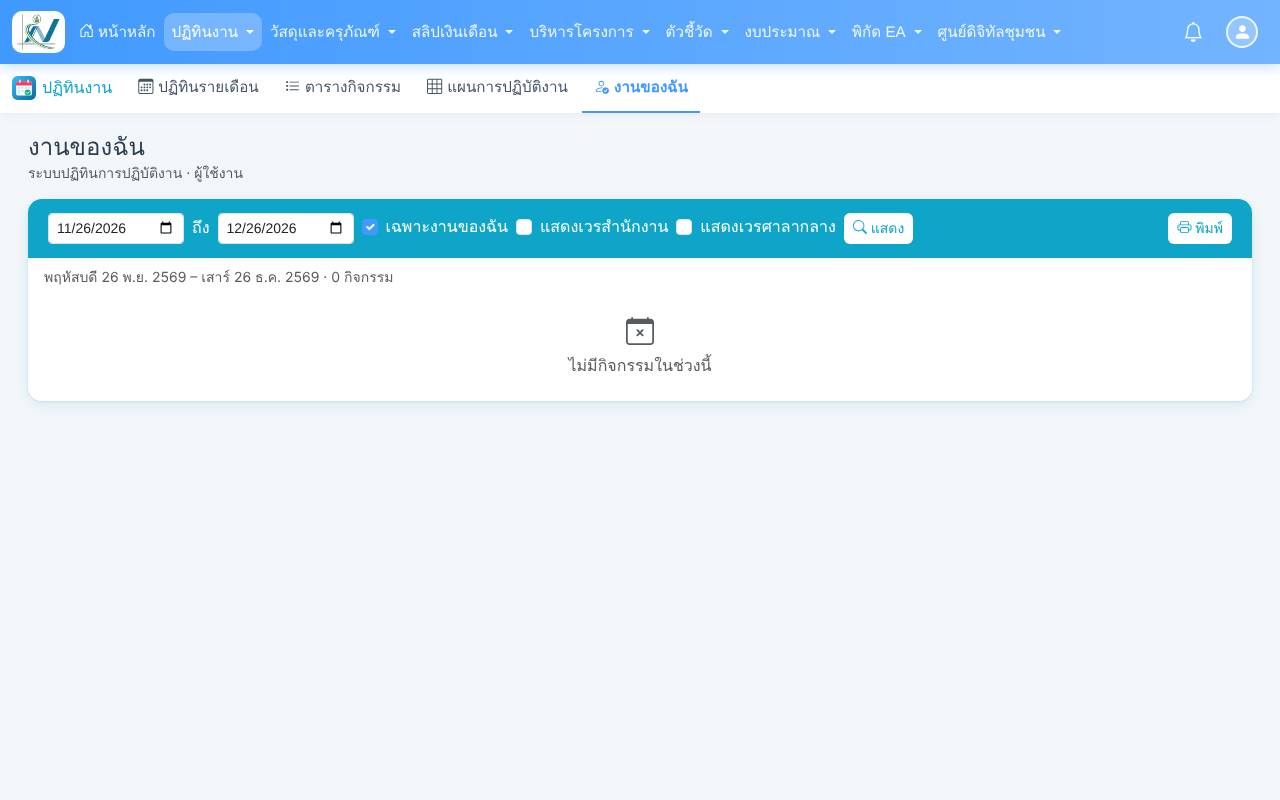 หน้าหลัก ปฏิทินงาน วัสดุและครุภัณฑ์ สลิปเงินเดือน บริหารโครงการ ตัวชี้วัด งบประมาณ พิกัด EA ศูนย์ดิจิทัลชุมชน
ปฏิทินงาน ปฏิทินรายเดือน ตารางกิจกรรม แผนการปฏิบัติงาน งานของฉัน
งานของฉัน
ระบบปฏิทินการปฏิบัติงาน · ผู้ใช้งาน
11/26/2026 ถึง 12/26/2026 เฉพาะงานของฉัน แสดงเวรสำนักงาน แสดงเวรศาลากลาง แสดง พิมพ์
พฤหัสบดี 26 พ.ย. 2569 – เสาร์ 26 ธ.ค. 2569 · 0 กิจกรรม
ไม่มีกิจกรรมในช่วงนี้